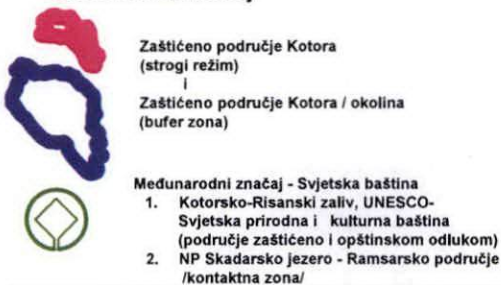 Zaštićeno područje Kotora
(strogi režim)
i
Zaštićeno područje Kotora / okolina
(bufer zona)
Međunarodni značaj - Svjetska baština
1. Kotorsko-Risanski zaliv, UNESCO-
Svjetska prirodna i kulturna baština
(područje zaštićeno i opštinskom odlukom)
2. NP Skadarsko jezero - Ramsarsko područje
/kontaktna zona/